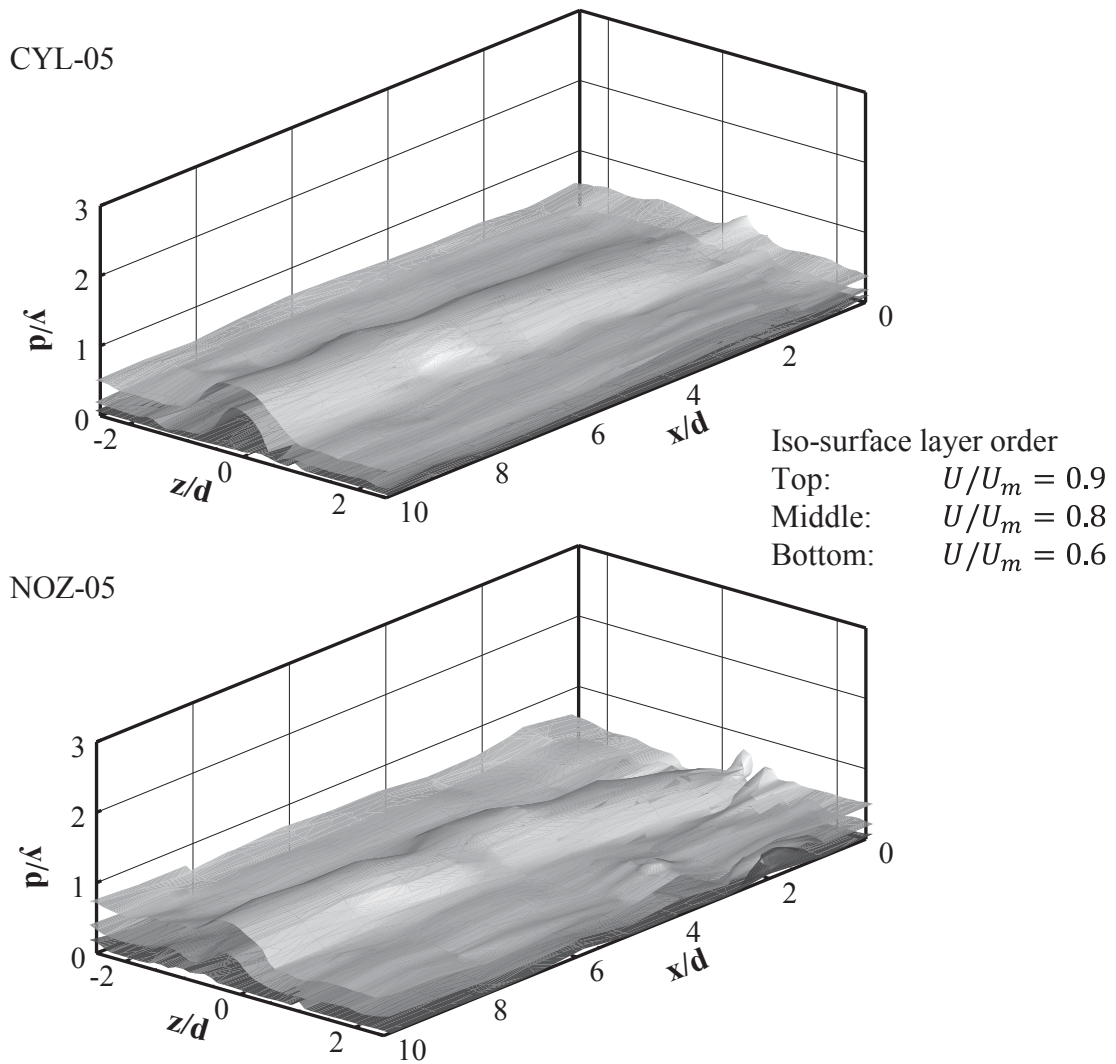 CYL-05
3
2
1
0
y/d
-2
0
2
z/d
10
8
6
4
2
0
x/d
Iso-surface layer order
Top: U/U_m = 0.9
Middle: U/U_m = 0.8
Bottom: U/U_m = 0.6
NOZ-05
3
2
1
0
y/d
-2
0
2
z/d
10
8
6
4
2
0
x/d